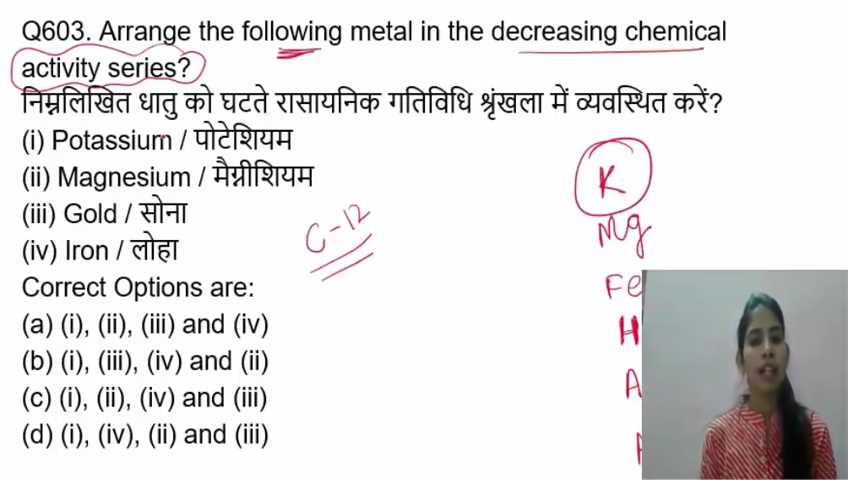 Q603. Arrange the following metal in the decreasing chemical
activity series?
निम्नलिखित धातु को घटते रासायनिक गतिविधि श्रृंखला में व्यवस्थित करें?
(i) Potassium / पोटेशियम
(ii) Magnesium / मैग्नीशियम
(iii) Gold / सोना
(iv) Iron / लोहा
Correct Options are:
(a) (i), (ii), (iii) and (iv)
(b) (i), (iii), (iv) and (ii)
(c) (i), (ii), (iv) and (iii)
(d) (i), (iv), (ii) and (iii)
C-12
K
Mg
Fe
H
A